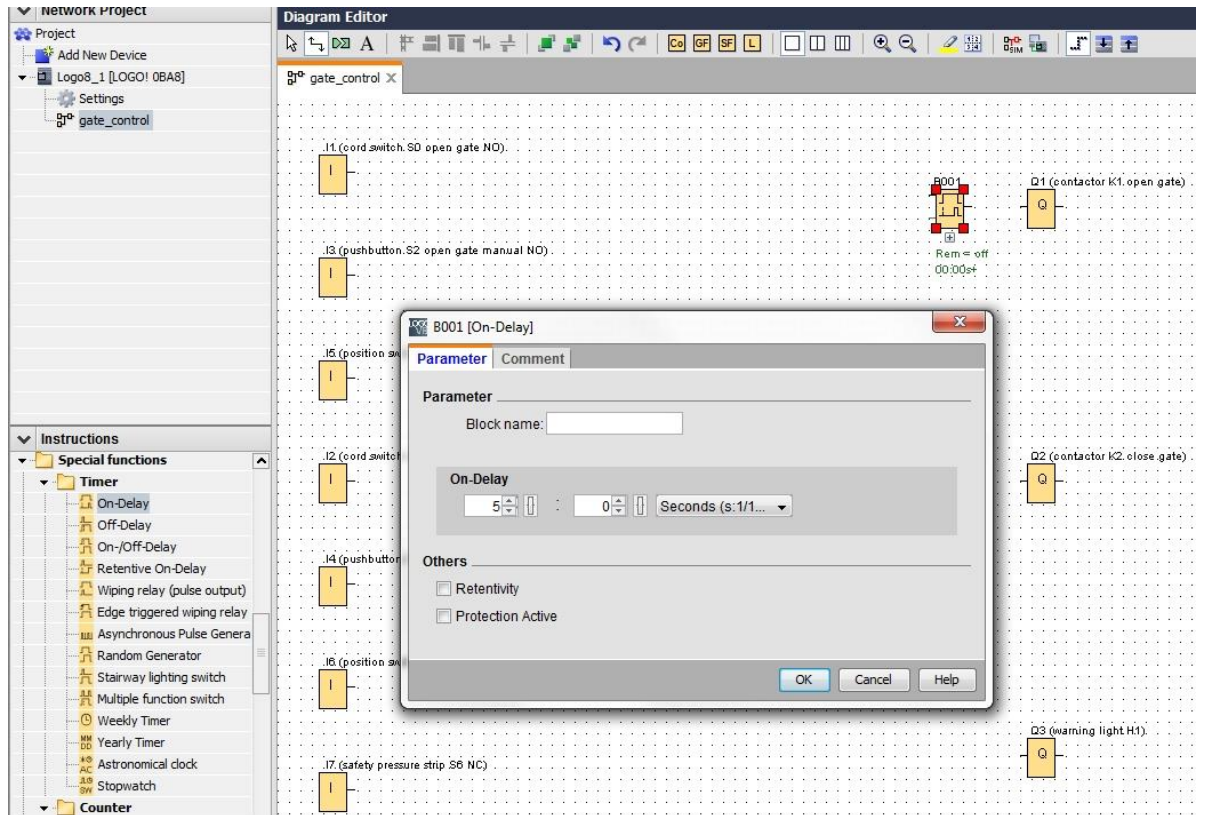 Network Project
Project
Add New Device
Logo8_1 [LOGO! 0BA8]
Settings
gate_control
Instructions
Special functions
Timer
On-Delay
Off-Delay
On-/Off-Delay
Retentive On-Delay
Wiping relay (pulse output)
Edge triggered wiping relay
Asynchronous Pulse Genera
Random Generator
Stairway lighting switch
Multiple function switch
Weekly Timer
Yearly Timer
Astronomical clock
Stopwatch
Counter
Diagram Editor
A Co GF SF L SIM
gate_control
I1 (cord switch S0 open gate NO)
I
B001
Rem = off
00:00s+
Q1 (contactor K1 open gate)
Q
I3 (pushbutton S2 open gate manual NO)
I
I5 (position sw
I
I2 (cord switch
I
Q2 (contactor K2 close gate)
Q
I4 (pushbutton
I
I6 (position sw
I
Q3 (warning light H1)
Q
I7 (safety pressure strip S6 NC)
I
B001 [On-Delay]
Parameter Comment
Parameter
Block name:
On-Delay
5 : 0 Seconds (s:1/1...
Others
Retentivity
Protection Active
OK Cancel Help